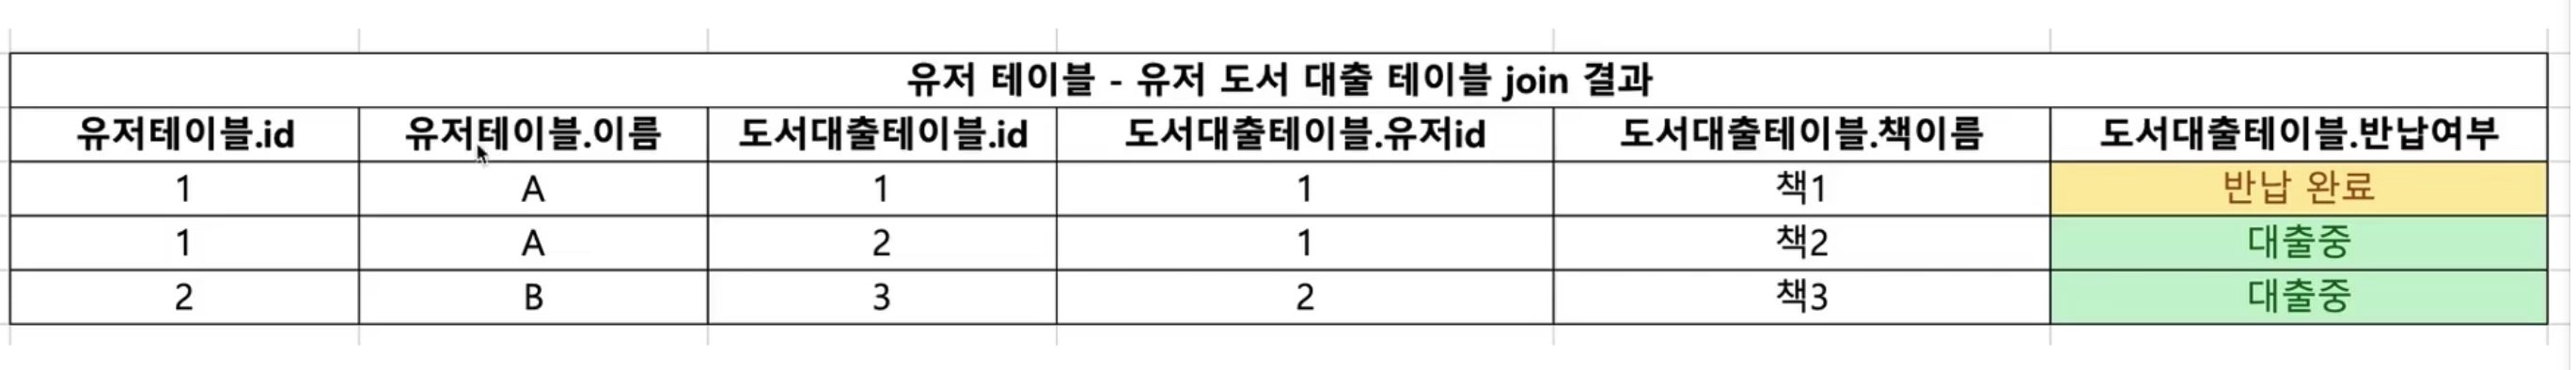 유저 테이블 - 유저 도서 대출 테이블 join 결과
유저테이블.id 유저테이블.이름 도서대출테이블.id 도서대출테이블.유저id 도서대출테이블.책이름 도서대출테이블.반납여부
1 A 1 1 책1 반납 완료
1 A 2 1 책2 대출중
2 B 3 2 책3 대출중